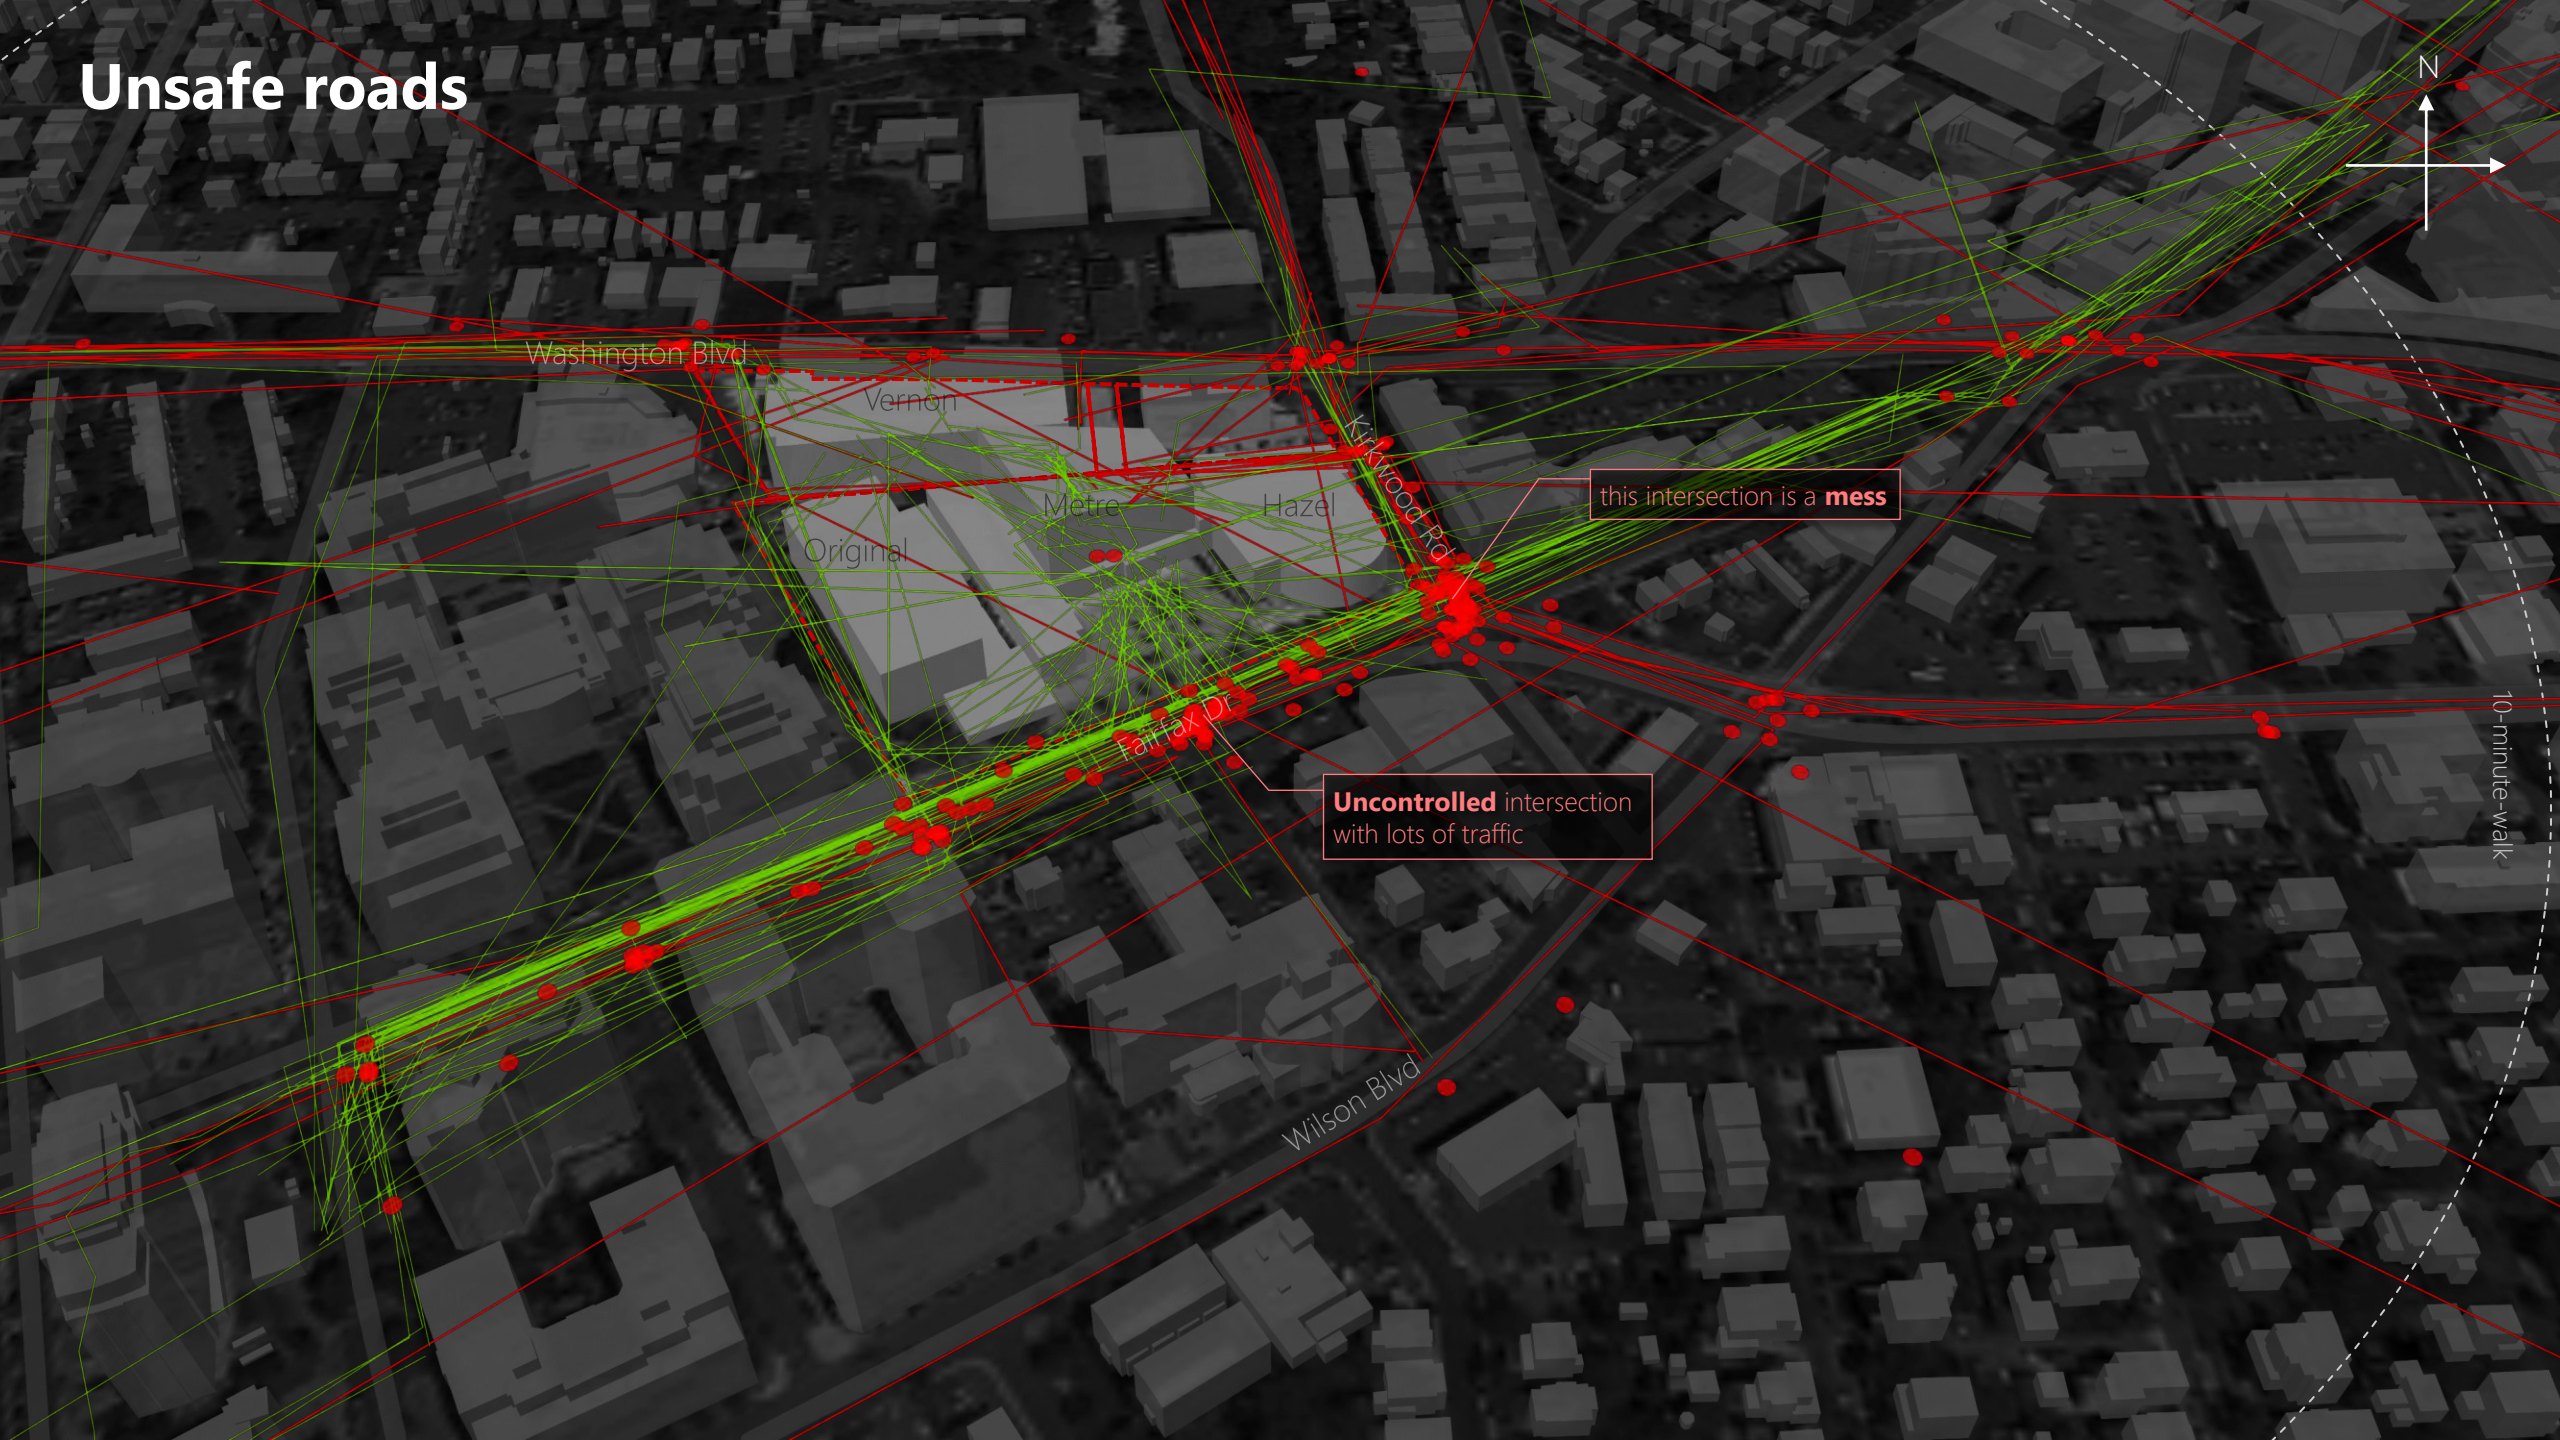 Unsafe roads
N
Washington Blvd
Vernon
Kirkwood Rd
this intersection is a mess
Metre
Hazel
Original
Fairfax Dr
10-minute-walk
Uncontrolled intersection
with lots of traffic
Wilson Blvd